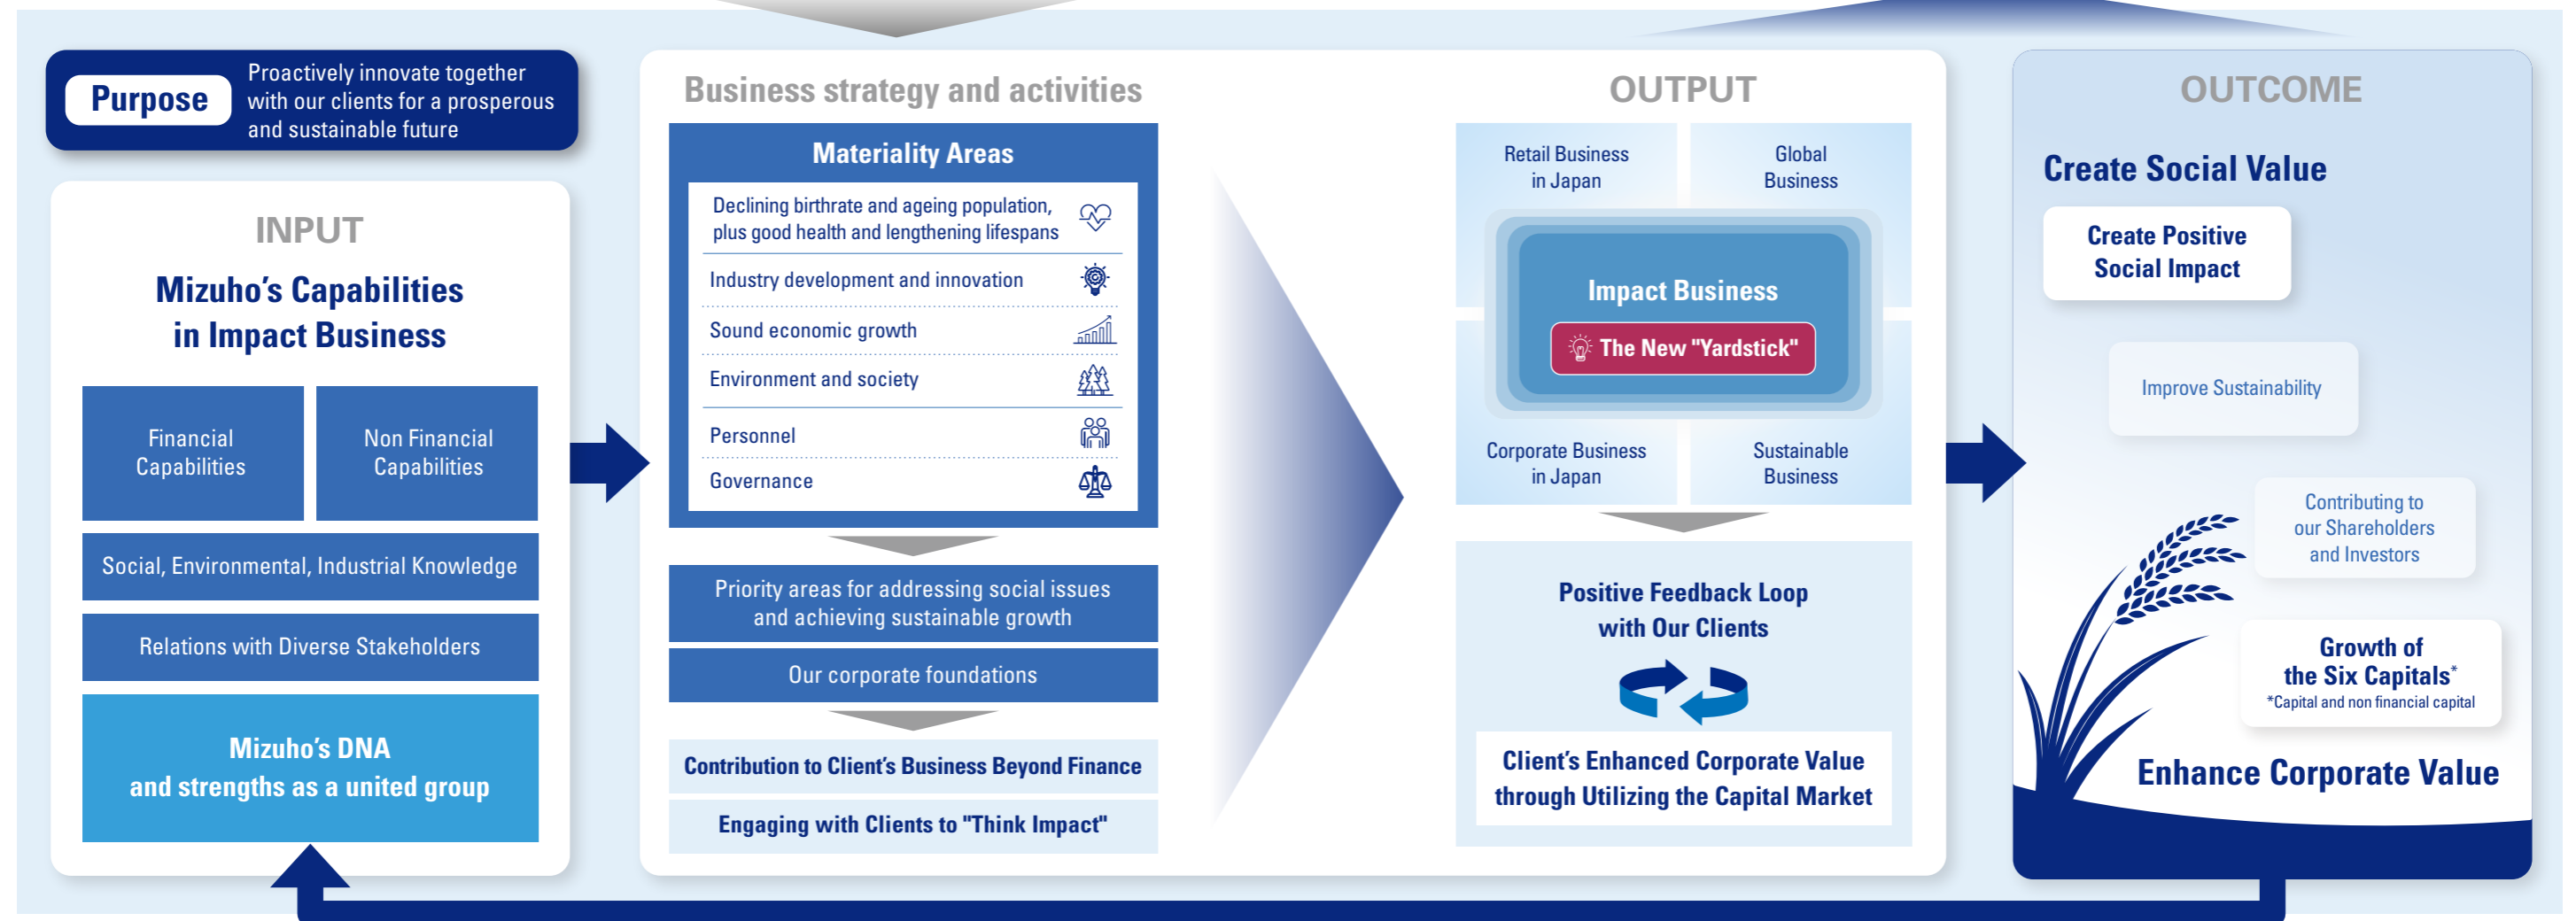 Purpose
Proactively innovate together
with our clients for a prosperous
and sustainable future
INPUT
Mizuho’s Capabilities
in Impact Business
Financial
Capabilities
Non Financial
Capabilities
Social, Environmental, Industrial Knowledge
Relations with Diverse Stakeholders
Mizuho’s DNA
and strengths as a united group
Business strategy and activities
Materiality Areas
Declining birthrate and ageing population,
plus good health and lengthening lifespans
Industry development and innovation
Sound economic growth
Environment and society
Personnel
Governance
Priority areas for addressing social issues
and achieving sustainable growth
Our corporate foundations
Contribution to Client’s Business Beyond Finance
Engaging with Clients to "Think Impact"
OUTPUT
Retail Business
in Japan
Global
Business
Impact Business
The New "Yardstick"
Corporate Business
in Japan
Sustainable
Business
Positive Feedback Loop
with Our Clients
Client’s Enhanced Corporate Value
through Utilizing the Capital Market
OUTCOME
Create Social Value
Create Positive
Social Impact
Improve Sustainability
Contributing to
our Shareholders
and Investors
Growth of
the Six Capitals*
*Capital and non financial capital
Enhance Corporate Value